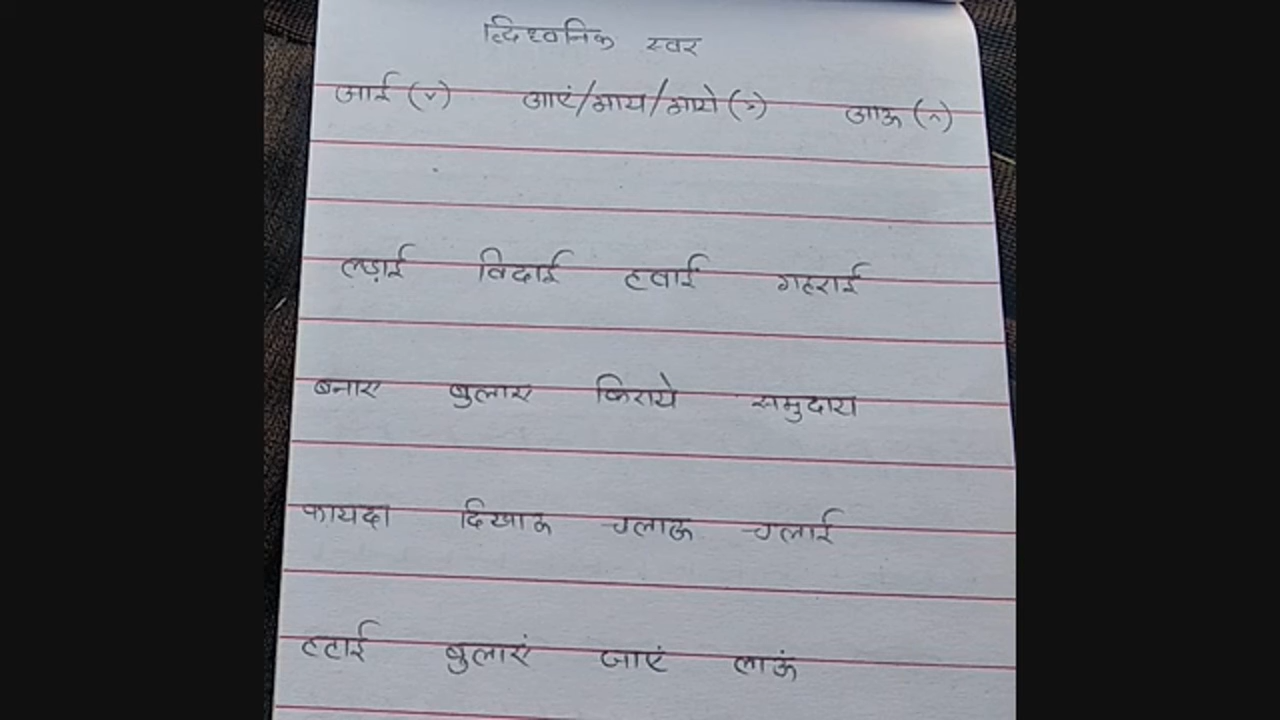 द्विध्वनिक स्वर
आई (v) आएं/आय/आये (>) आऊ (^)
लड़ाई विदाई हवाई गहराई
बनाए बुलाए किराये समुदाय
फायदा दिखाऊ चलाऊ चलाई
हटाई बुलाएं जाएं लाऊं